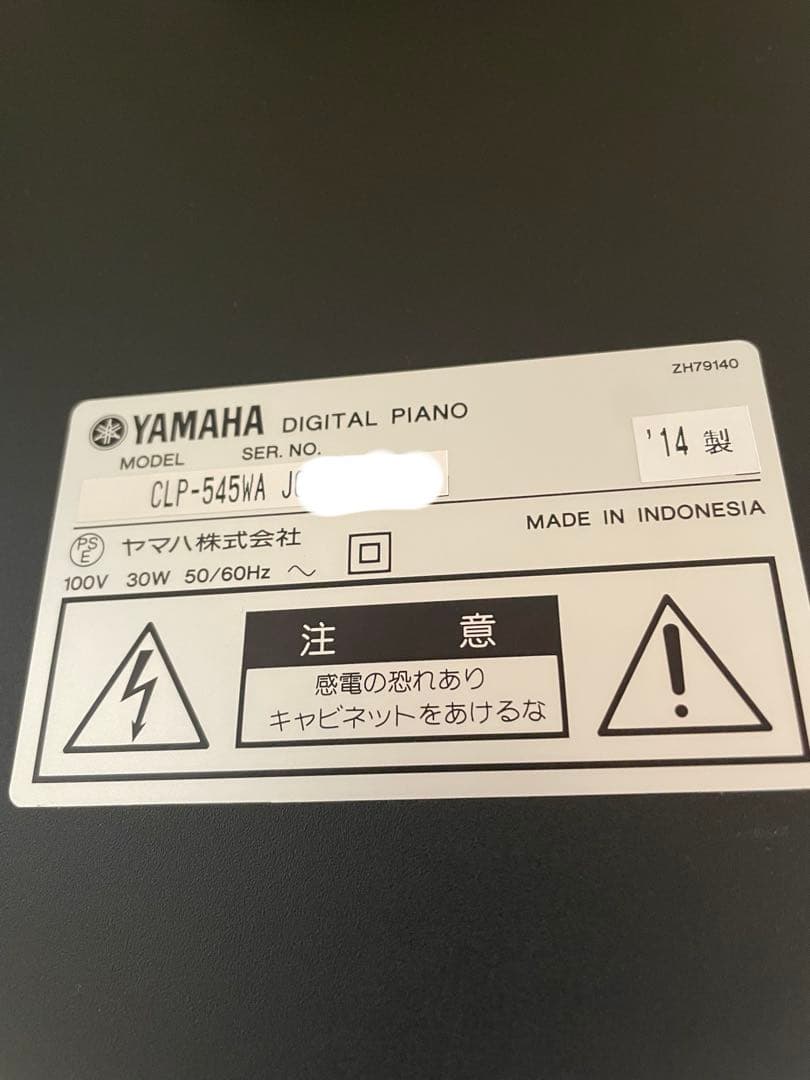 ZH79140
YAMAHA DIGITAL PIANO
MODEL SER. NO.
'14 製
CLP-545WA
MADE IN INDONESIA
PSE ヤマハ株式会社
100V 30W 50/60Hz ～
注 意
感電の恐れあり
キャビネットをあけるな